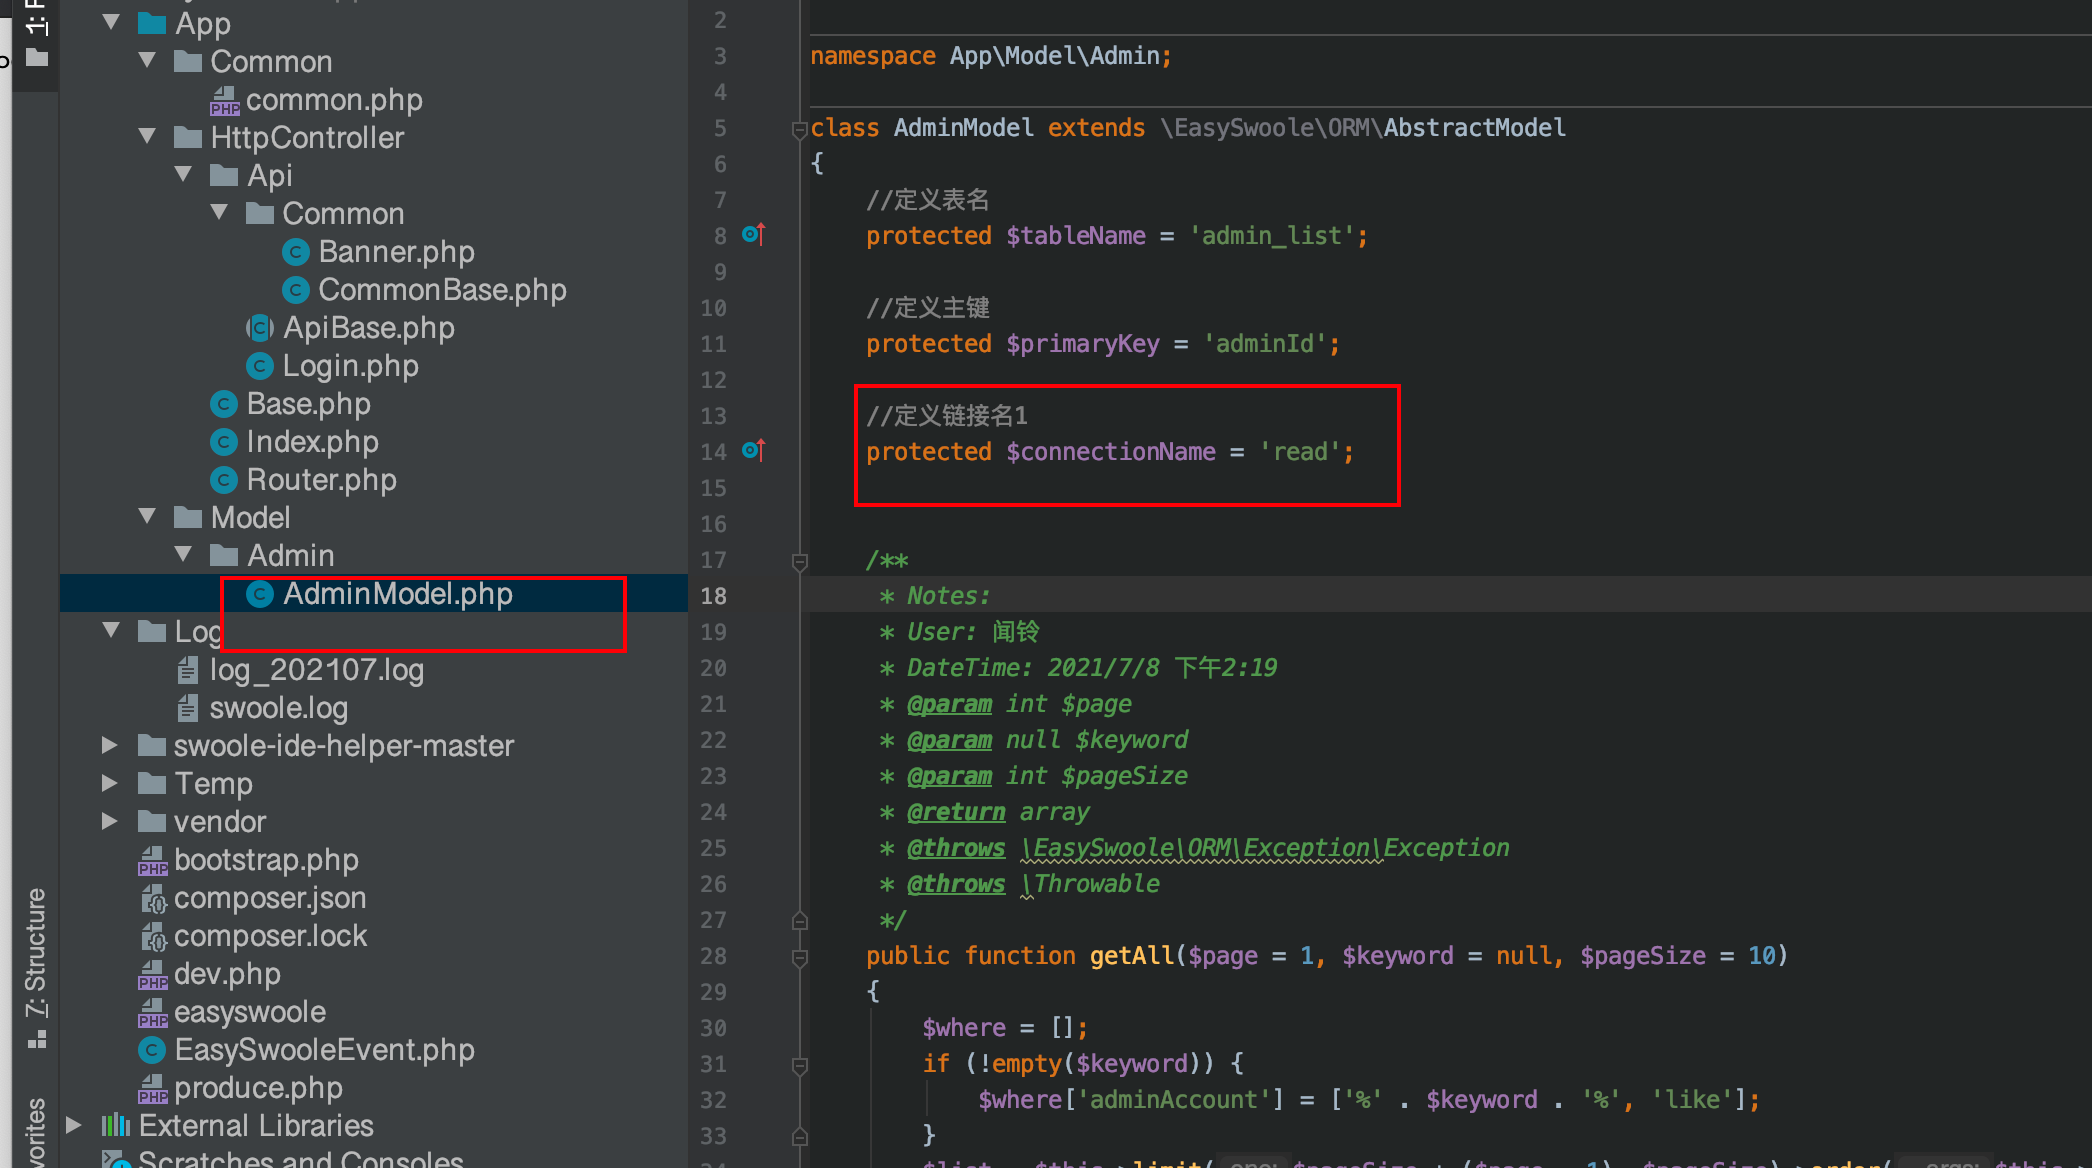 App
Common
common.php
HttpController
Api
Common
Banner.php
CommonBase.php
ApiBase.php
Login.php
Base.php
Index.php
Router.php
Model
Admin
AdminModel.php
Log
log_202107.log
swoole.log
swoole-ide-helper-master
Temp
vendor
bootstrap.php
composer.json
composer.lock
dev.php
easyswoole
EasySwooleEvent.php
produce.php
External Libraries
Scratches and Consoles
7: Structure
2
3 namespace App\Model\Admin;
4
5 class AdminModel extends \EasySwoole\ORM\AbstractModel
6 {
7 //定义表名
8 protected $tableName = 'admin_list';
9
10 //定义主键
11 protected $primaryKey = 'adminId';
12
13 //定义链接名1
14 protected $connectionName = 'read';
15
16
17 /**
18 * Notes:
19 * User: 闻铃
20 * DateTime: 2021/7/8 下午2:19
21 * @param int $page
22 * @param null $keyword
23 * @param int $pageSize
24 * @return array
25 * @throws \EasySwoole\ORM\Exception\Exception
26 * @throws \Throwable
27 */
28 public function getAll($page = 1, $keyword = null, $pageSize = 10)
29 {
30 $where = [];
31 if (!empty($keyword)) {
32 $where['adminAccount'] = ['%' . $keyword . '%', 'like'];
33 }